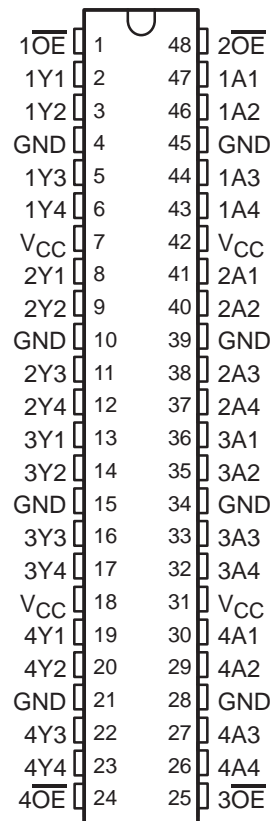 1O̅E̅ 1 48 2O̅E̅
1Y1 2 47 1A1
1Y2 3 46 1A2
GND 4 45 GND
1Y3 5 44 1A3
1Y4 6 43 1A4
VCC 7 42 VCC
2Y1 8 41 2A1
2Y2 9 40 2A2
GND 10 39 GND
2Y3 11 38 2A3
2Y4 12 37 2A4
3Y1 13 36 3A1
3Y2 14 35 3A2
GND 15 34 GND
3Y3 16 33 3A3
3Y4 17 32 3A4
VCC 18 31 VCC
4Y1 19 30 4A1
4Y2 20 29 4A2
GND 21 28 GND
4Y3 22 27 4A3
4Y4 23 26 4A4
4O̅E̅ 24 25 3O̅E̅